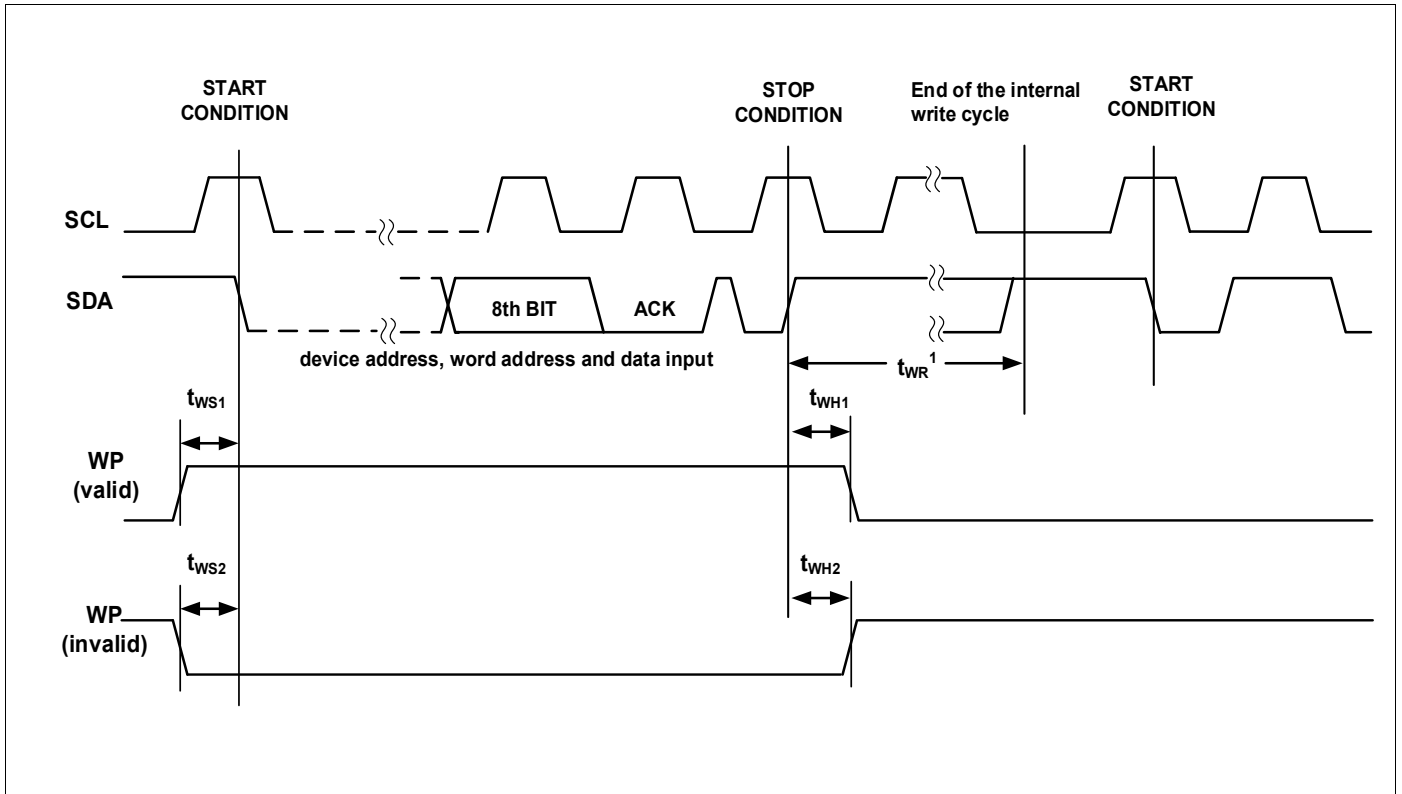 START
CONDITION
STOP
CONDITION
End of the internal
write cycle
START
CONDITION
SCL
SDA
8th BIT
ACK
device address, word address and data input
tWR1
tWS1
tWH1
WP
(valid)
tWS2
tWH2
WP
(invalid)